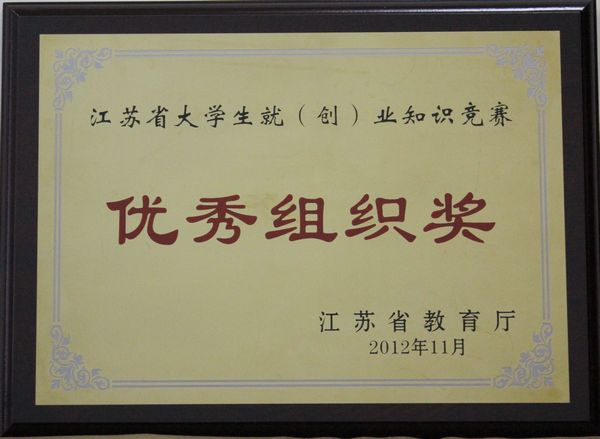 江苏省大学生就（创）业知识竞赛
优秀组织奖
江苏省教育厅
2012年11月